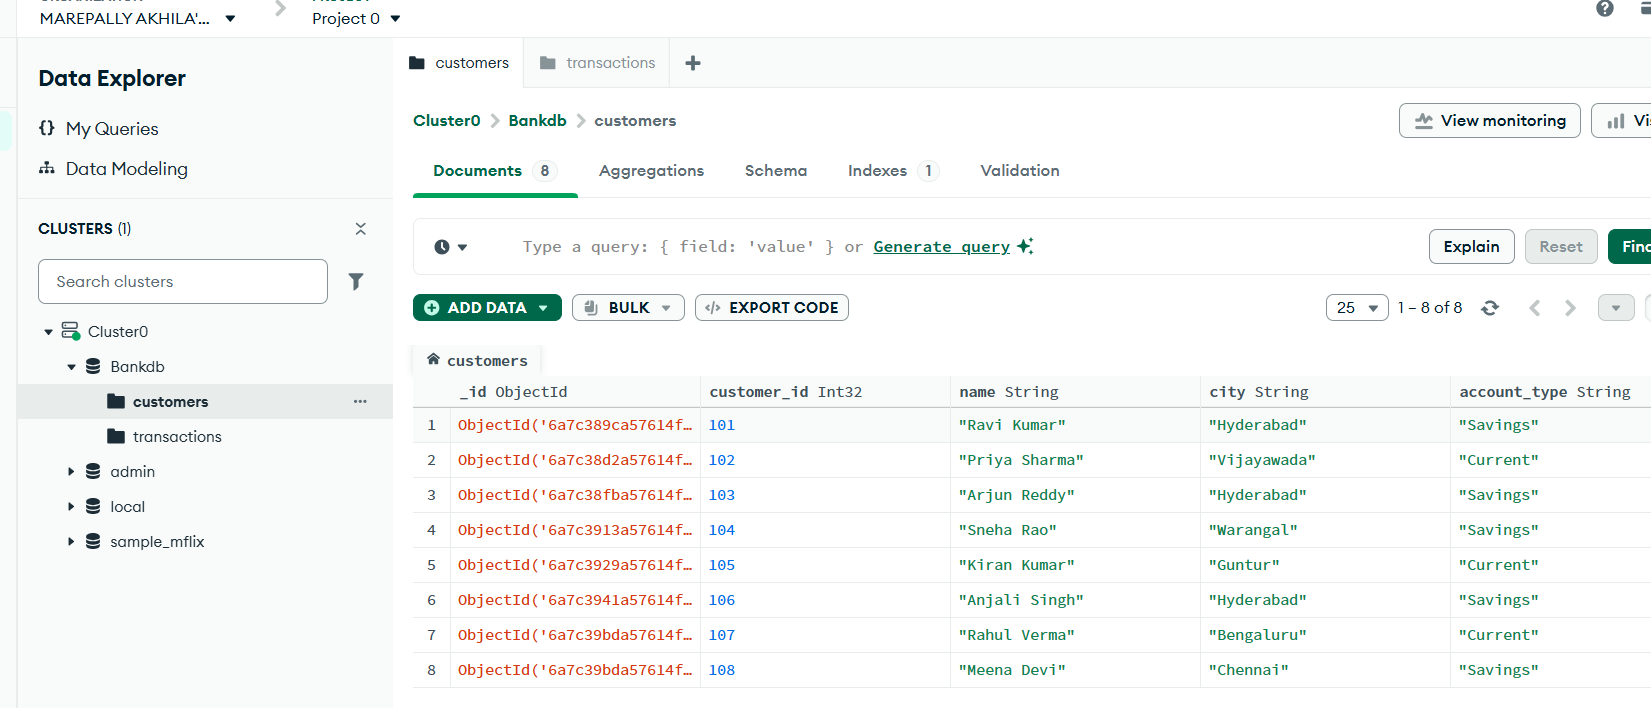 MAREPALLY AKHILA'... Project 0
Data Explorer
My Queries
Data Modeling
CLUSTERS (1)
Search clusters
Cluster0
Bankdb
customers
transactions
admin
local
sample_mflix
customers transactions
Cluster0 Bankdb customers
View monitoring
Documents 8 Aggregations Schema Indexes 1 Validation
Type a query: { field: 'value' } or Generate query
Explain Reset
ADD DATA BULK EXPORT CODE 25 1 – 8 of 8
customers
_id ObjectId customer_id Int32 name String city String account_type String
1 ObjectId('6a7c389ca57614f… 101 "Ravi Kumar" "Hyderabad" "Savings"
2 ObjectId('6a7c38d2a57614f… 102 "Priya Sharma" "Vijayawada" "Current"
3 ObjectId('6a7c38fba57614f… 103 "Arjun Reddy" "Hyderabad" "Savings"
4 ObjectId('6a7c3913a57614f… 104 "Sneha Rao" "Warangal" "Savings"
5 ObjectId('6a7c3929a57614f… 105 "Kiran Kumar" "Guntur" "Current"
6 ObjectId('6a7c3941a57614f… 106 "Anjali Singh" "Hyderabad" "Savings"
7 ObjectId('6a7c39bda57614f… 107 "Rahul Verma" "Bengaluru" "Current"
8 ObjectId('6a7c39bda57614f… 108 "Meena Devi" "Chennai" "Savings"